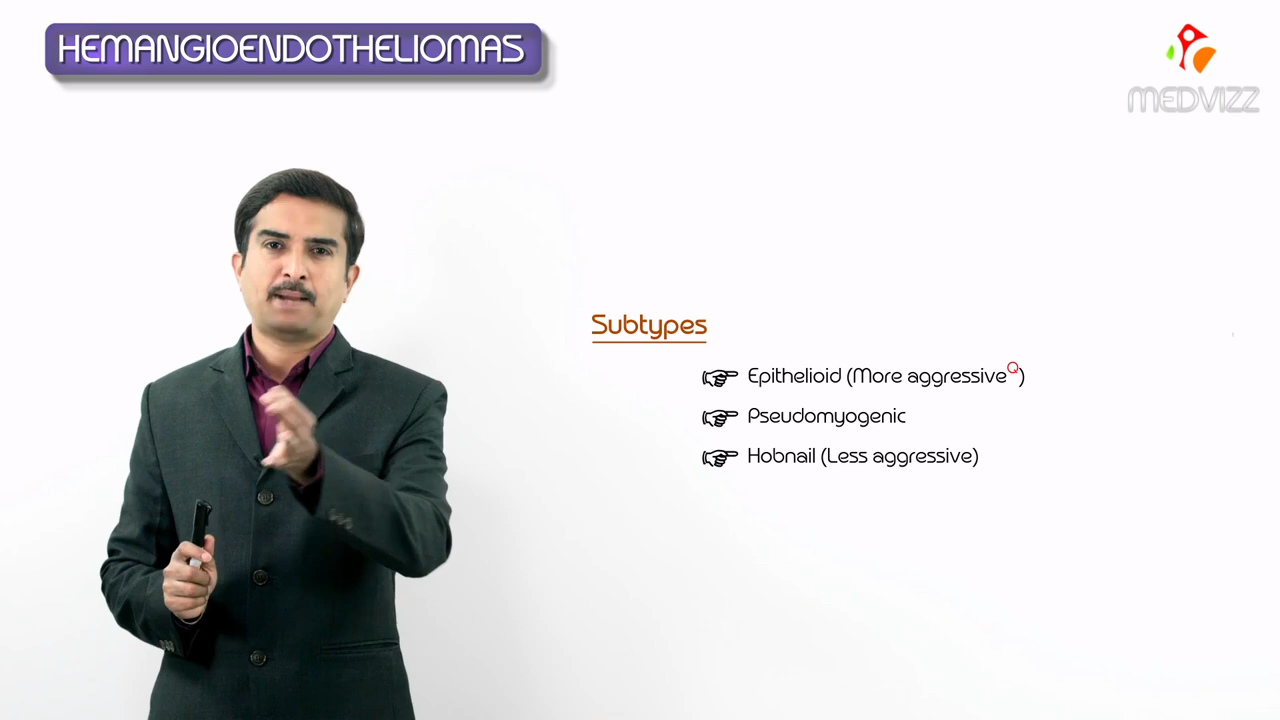 HEMANGIOENDOTHELIOMAS
MEDVIZZ
Subtypes
Epithelioid (More aggressiveQ)
Pseudomyogenic
Hobnail (Less aggressive)